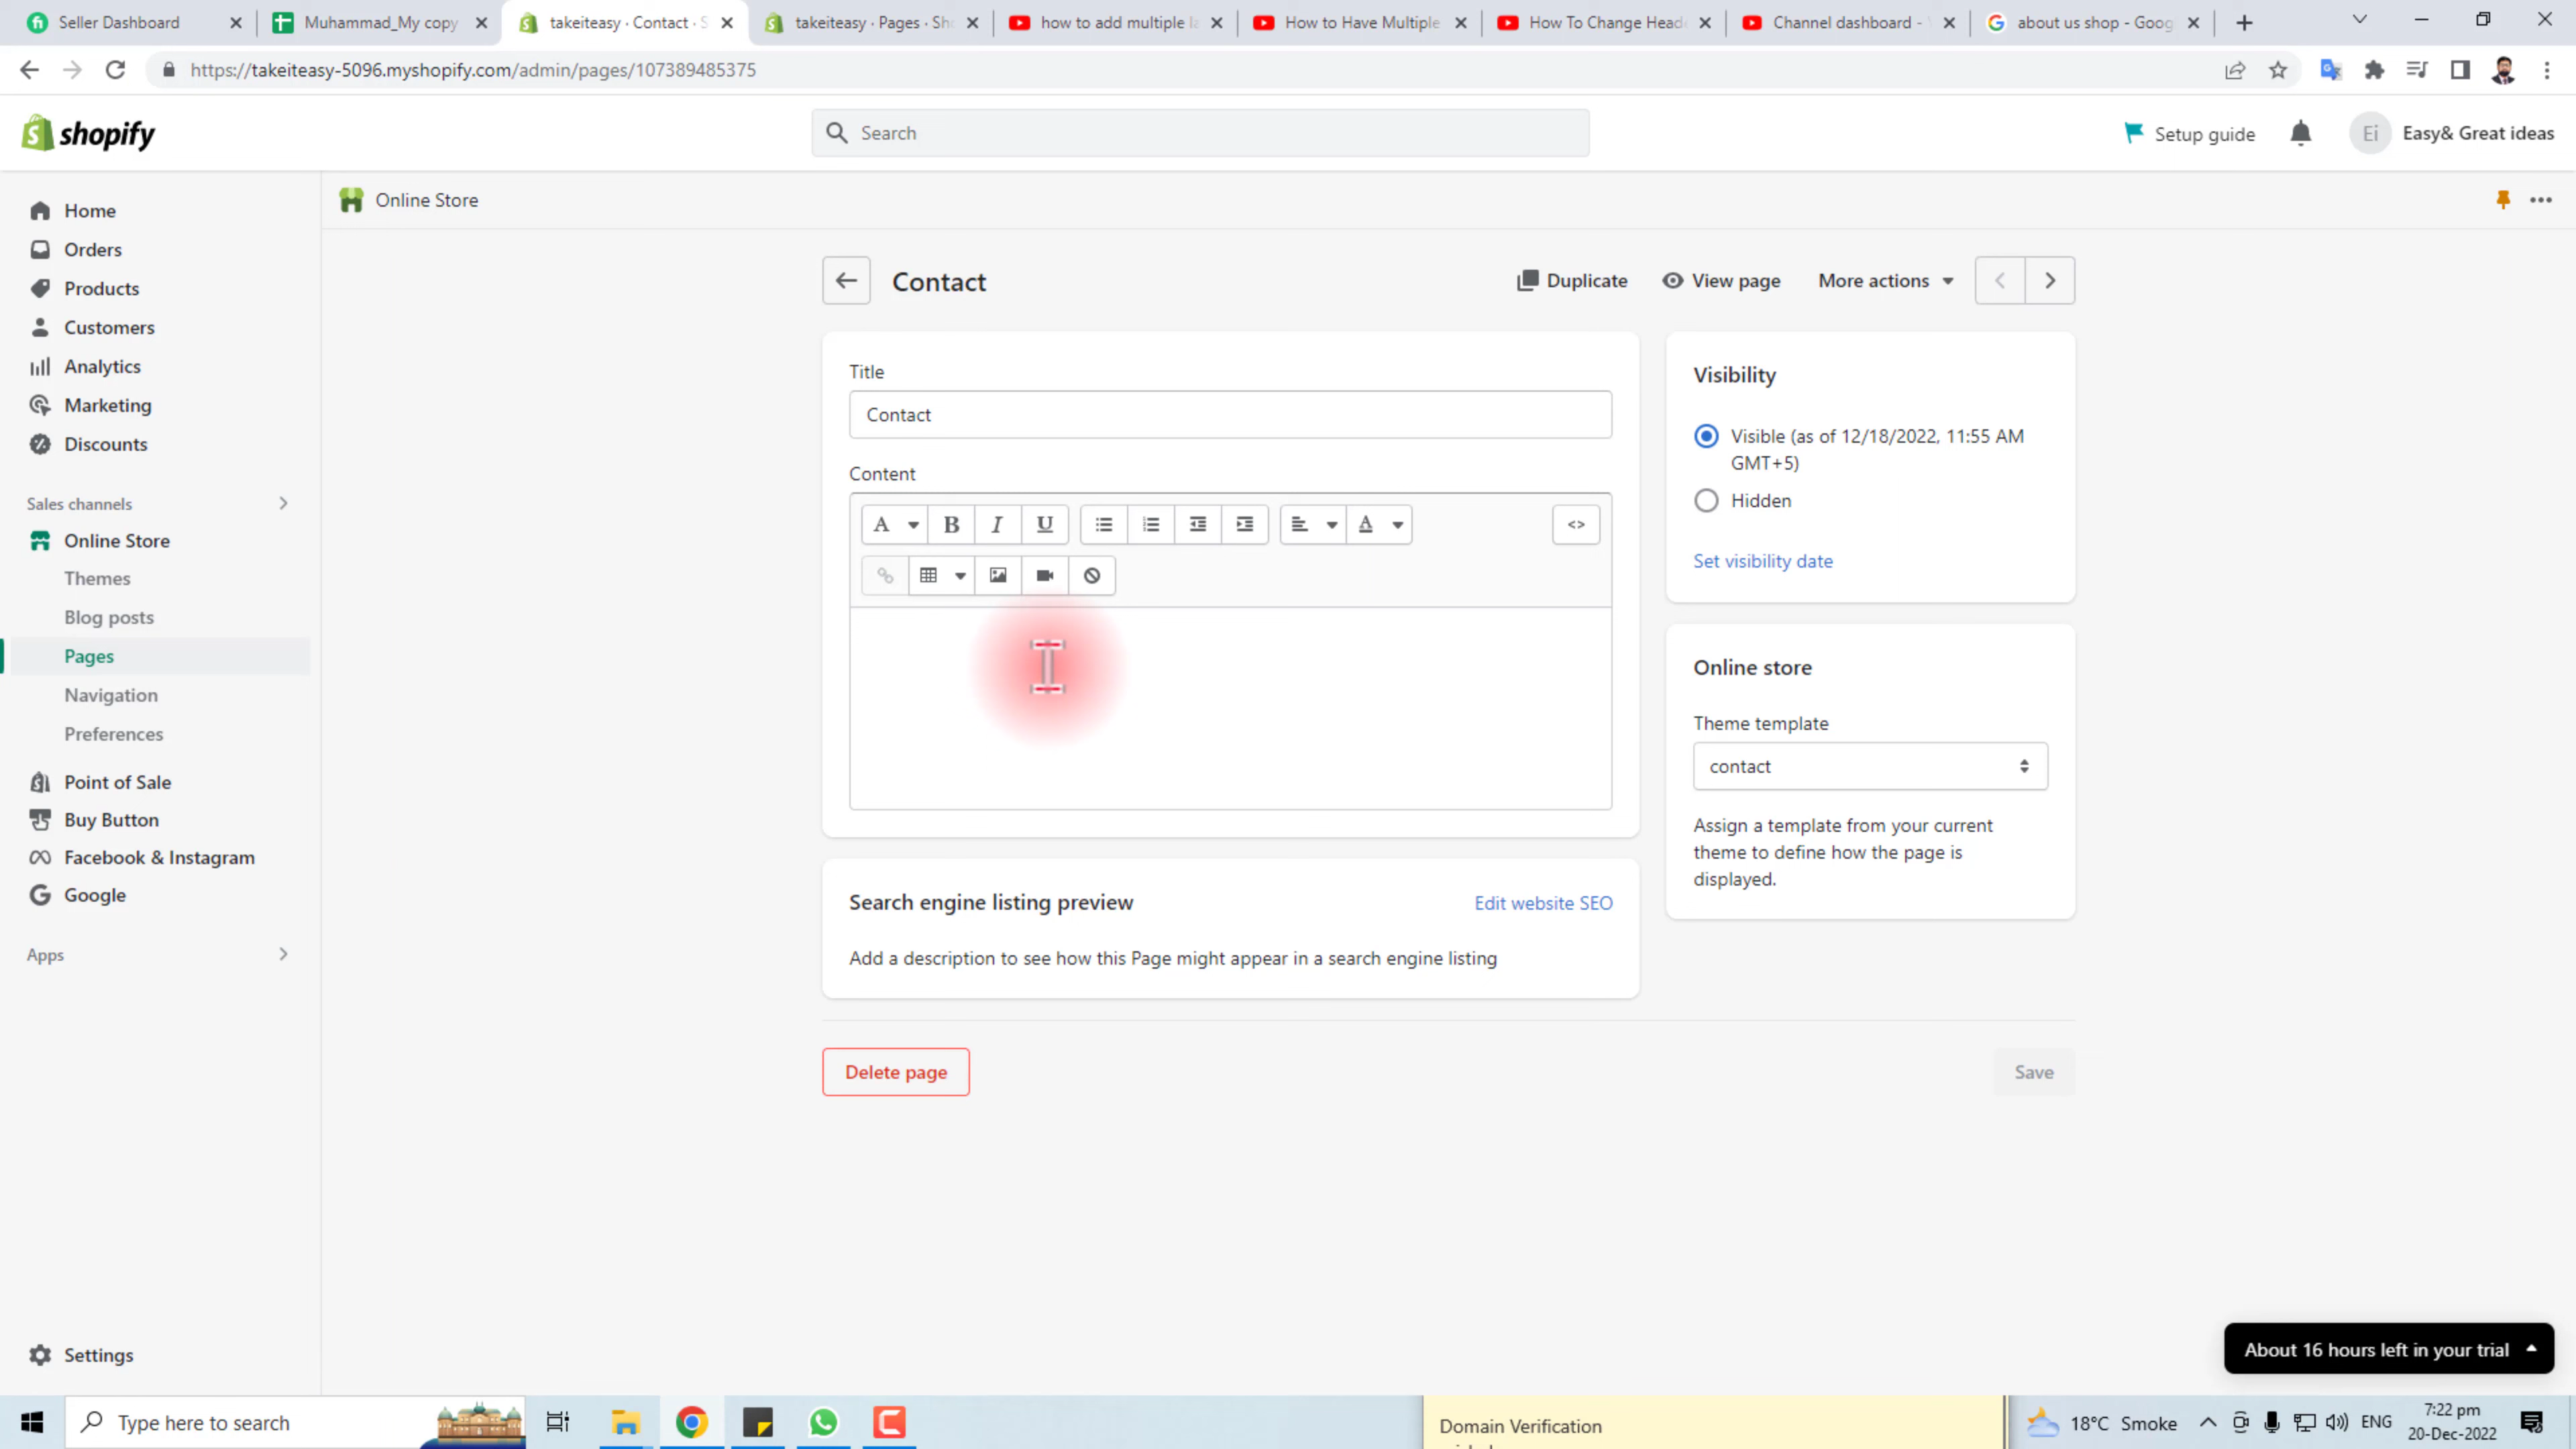 Seller Dashboard
Muhammad_My copy
takeiteasy · Contact · S
takeiteasy · Pages · Sho
how to add multiple la
How to Have Multiple
How To Change Head
Channel dashboard -
about us shop - Goog
https://takeiteasy-5096.myshopify.com/admin/pages/107389485375
shopify
Search
Setup guide
Ei
Easy& Great ideas
Home
Orders
Products
Customers
Analytics
Marketing
Discounts
Sales channels
Online Store
Themes
Blog posts
Pages
Navigation
Preferences
Point of Sale
Buy Button
Facebook & Instagram
Google
Apps
Settings
Online Store
Contact
Duplicate
View page
More actions
Title
Contact
Content
A
B
I
U
A
<>
Search engine listing preview
Edit website SEO
Add a description to see how this Page might appear in a search engine listing
Delete page
Save
Visibility
Visible (as of 12/18/2022, 11:55 AM
GMT+5)
Hidden
Set visibility date
Online store
Theme template
contact
Assign a template from your current
theme to define how the page is
displayed.
About 16 hours left in your trial
Type here to search
Domain Verification
18°C Smoke
ENG
7:22 pm
20-Dec-2022